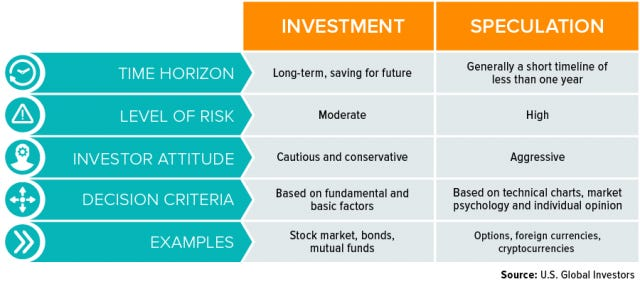 INVESTMENT
SPECULATION
TIME HORIZON
Long-term, saving for future
Generally a short timeline of
less than one year
LEVEL OF RISK
Moderate
High
INVESTOR ATTITUDE
Cautious and conservative
Aggressive
DECISION CRITERIA
Based on fundamental and
basic factors
Based on technical charts, market
psychology and individual opinion
EXAMPLES
Stock market, bonds,
mutual funds
Options, foreign currencies,
cryptocurrencies
Source: U.S. Global Investors